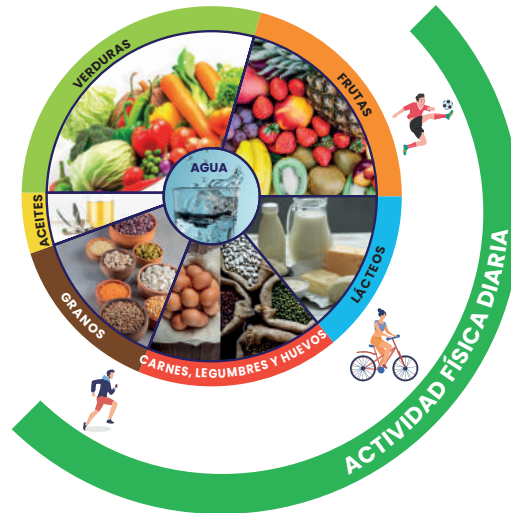 VERDURAS
FRUTAS
AGUA
ACEITES
LÁCTEOS
GRANOS
CARNES, LEGUMBRES Y HUEVOS
ACTIVIDAD FÍSICA DIARIA